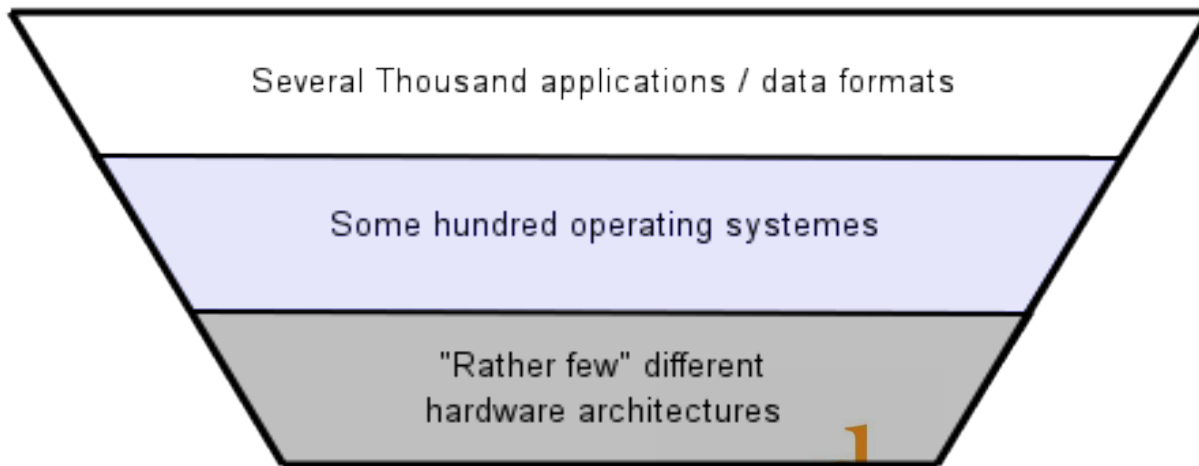 Several Thousand applications / data formats
Some hundred operating systemes
"Rather few" different
hardware architectures